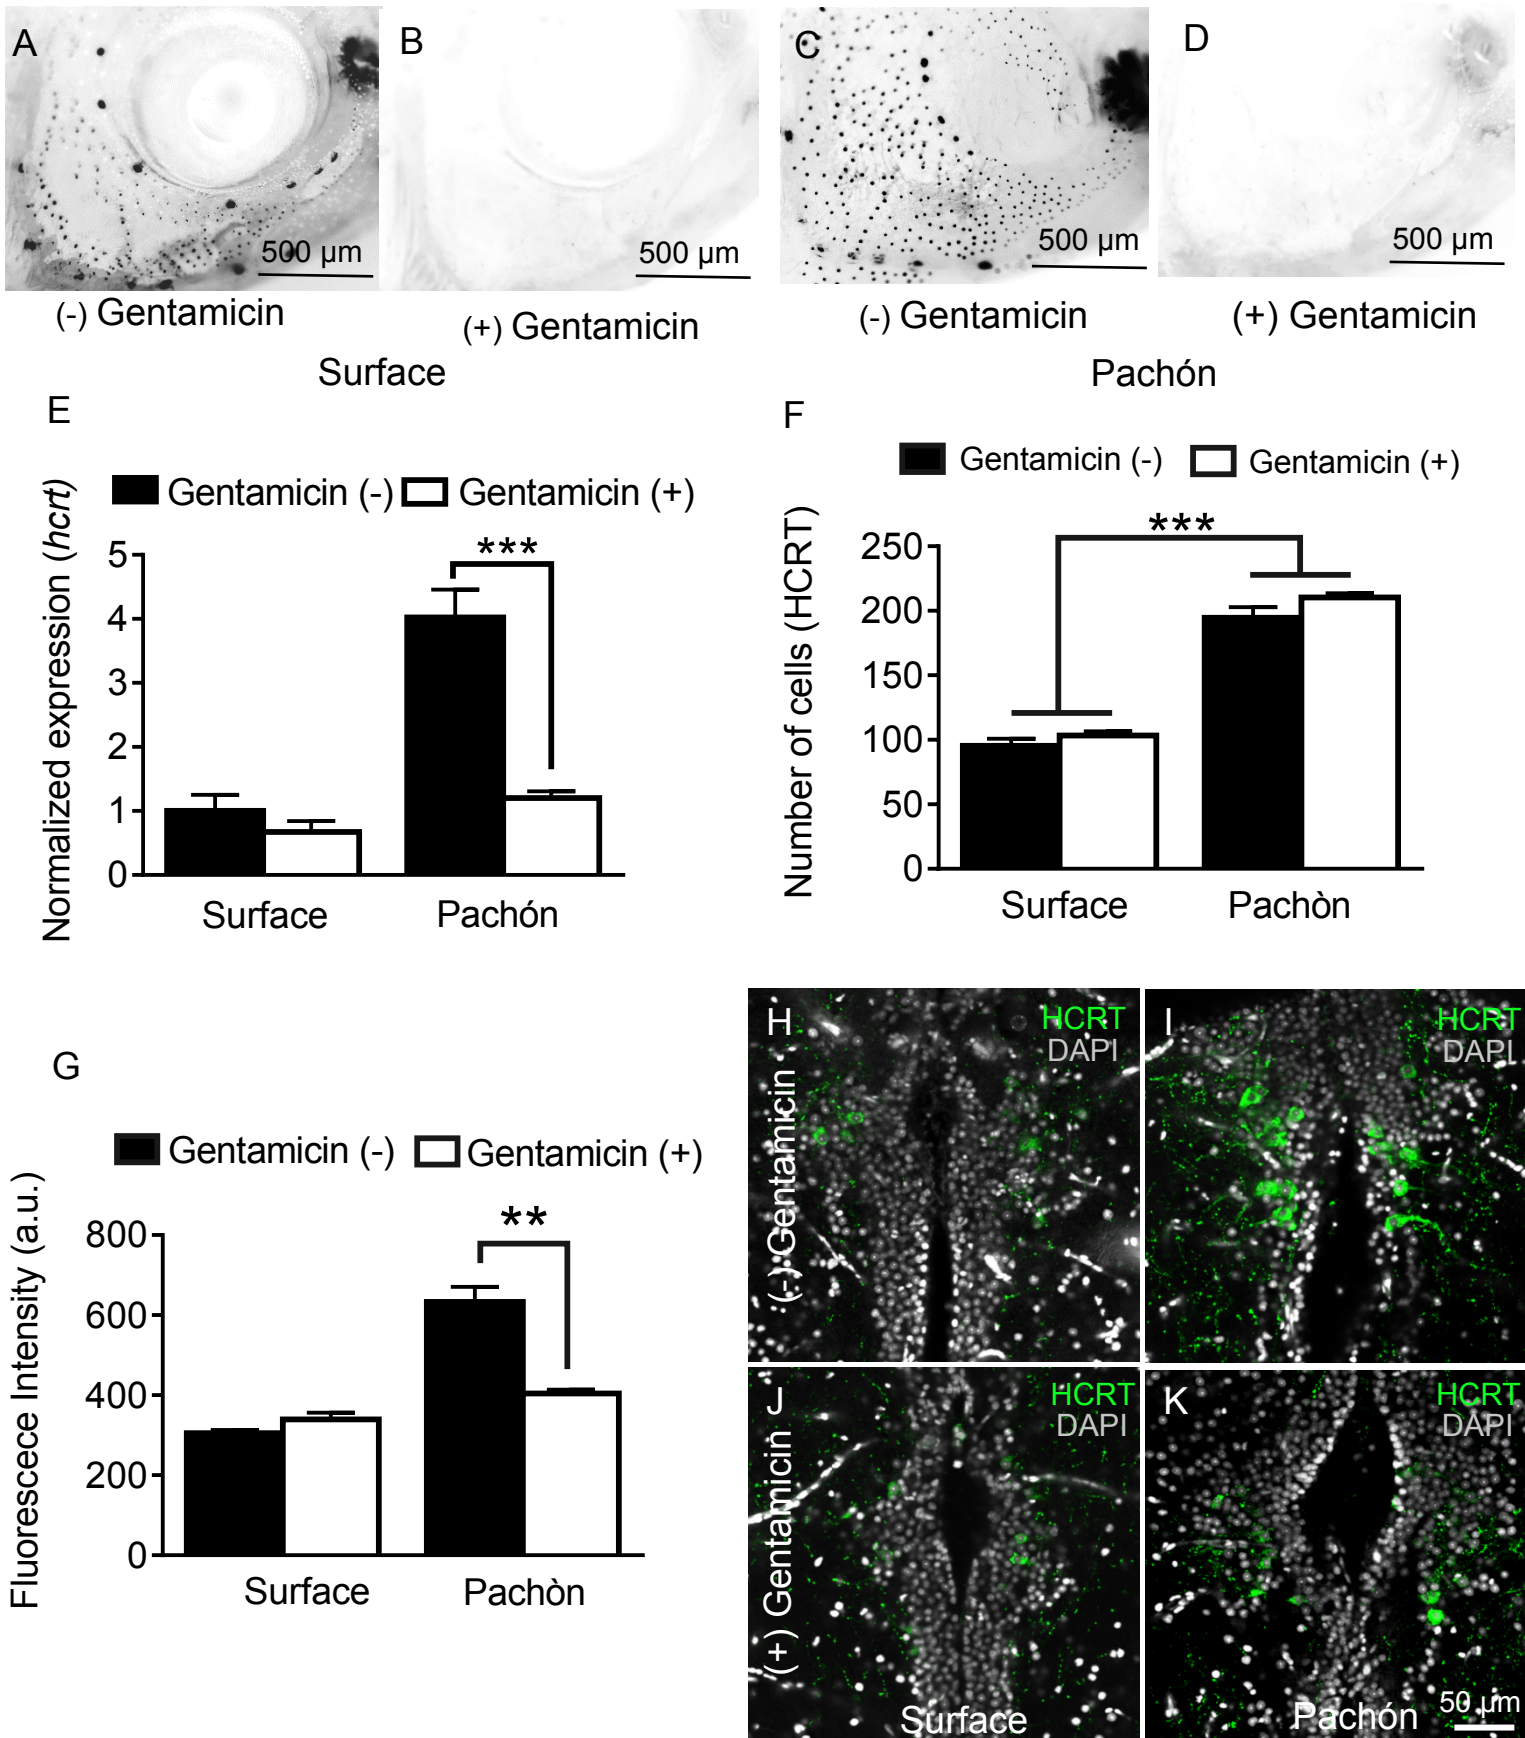 A
B
C
D
500 µm
500 µm
500 µm
500 µm
(-) Gentamicin
(+) Gentamicin
(-) Gentamicin
(+) Gentamicin
Surface
Pachón
E
Gentamicin (-)
Gentamicin (+)
Normalized expression (hcrt)
***
5
4
3
2
1
0
Surface
Pachón
F
Gentamicin (-)
Gentamicin (+)
Number of cells (HCRT)
***
250
200
150
100
50
0
Surface
Pachòn
G
Gentamicin (-)
Gentamicin (+)
Fluorescece Intensity (a.u.)
**
800
600
400
200
0
Surface
Pachòn
(-) Gentamicin
H
HCRT
DAPI
I
HCRT
DAPI
(+) Gentamicin
J
HCRT
DAPI
Surface
K
HCRT
DAPI
50 µm
Pachón